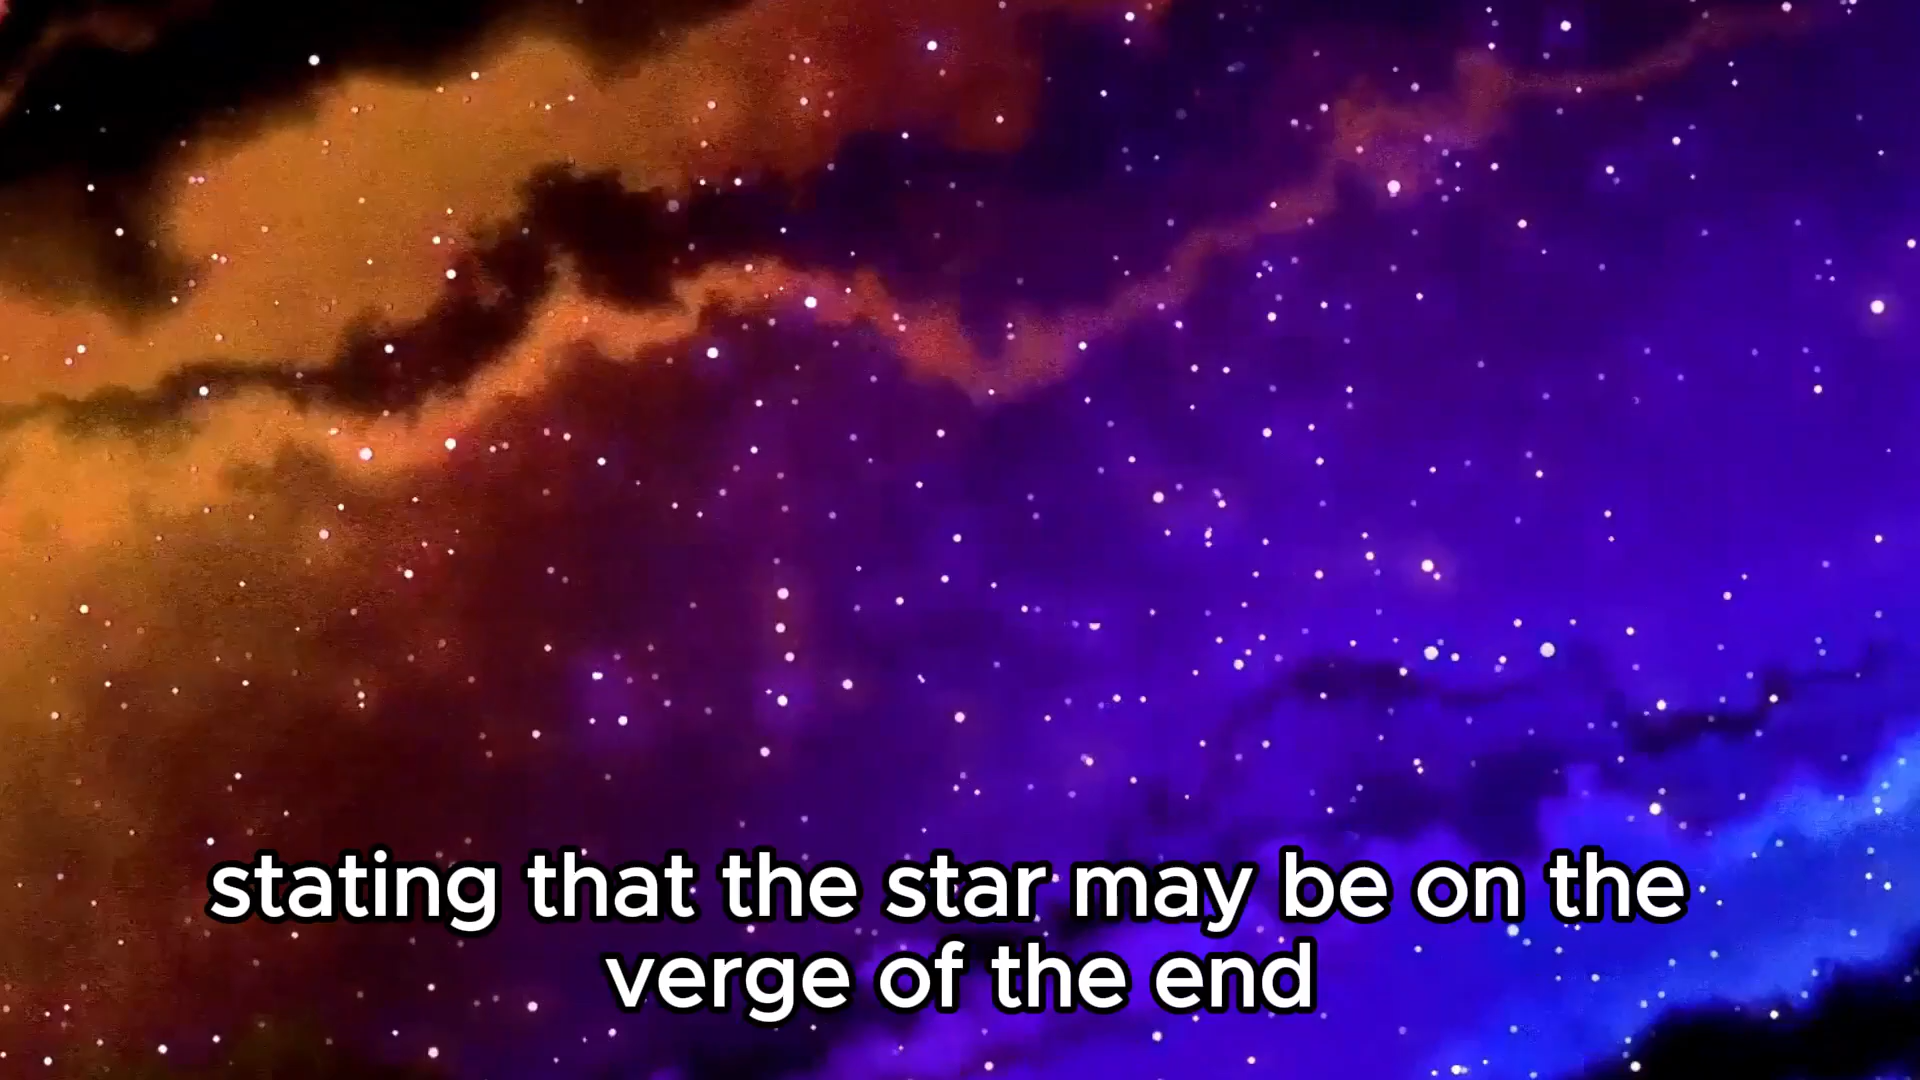 stating that the star may be on the
verge of the end